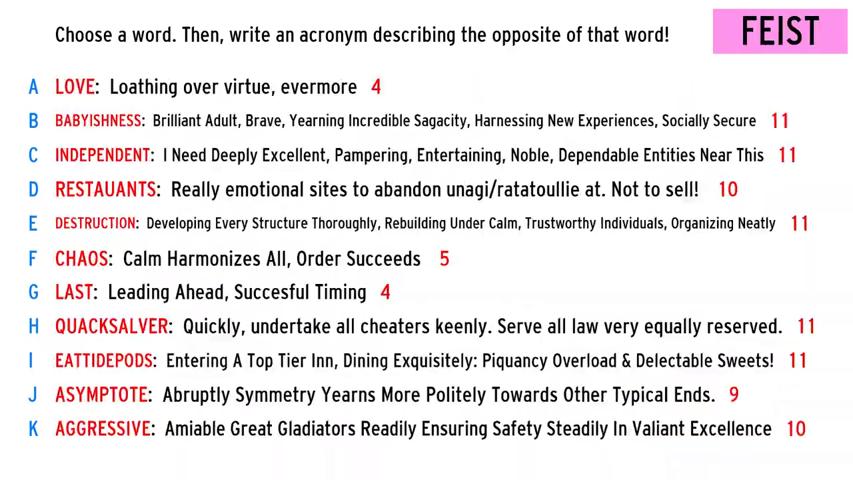 Choose a word. Then, write an acronym describing the opposite of that word!
FEIST
A LOVE: Loathing over virtue, evermore 4
B BABYISHNESS: Brilliant Adult, Brave, Yearning Incredible Sagacity, Harnessing New Experiences, Socially Secure 11
C INDEPENDENT: I Need Deeply Excellent, Pampering, Entertaining, Noble, Dependable Entities Near This 11
D RESTAUANTS: Really emotional sites to abandon unagi/ratatoullie at. Not to sell! 10
E DESTRUCTION: Developing Every Structure Thoroughly, Rebuilding Under Calm, Trustworthy Individuals, Organizing Neatly 11
F CHAOS: Calm Harmonizes All, Order Succeeds 5
G LAST: Leading Ahead, Succesful Timing 4
H QUACKSALVER: Quickly, undertake all cheaters keenly. Serve all law very equally reserved. 11
I EATTIDEPODS: Entering A Top Tier Inn, Dining Exquisitely: Piquancy Overload & Delectable Sweets! 11
J ASYMPTOTE: Abruptly Symmetry Yearns More Politely Towards Other Typical Ends. 9
K AGGRESSIVE: Amiable Great Gladiators Readily Ensuring Safety Steadily In Valiant Excellence 10